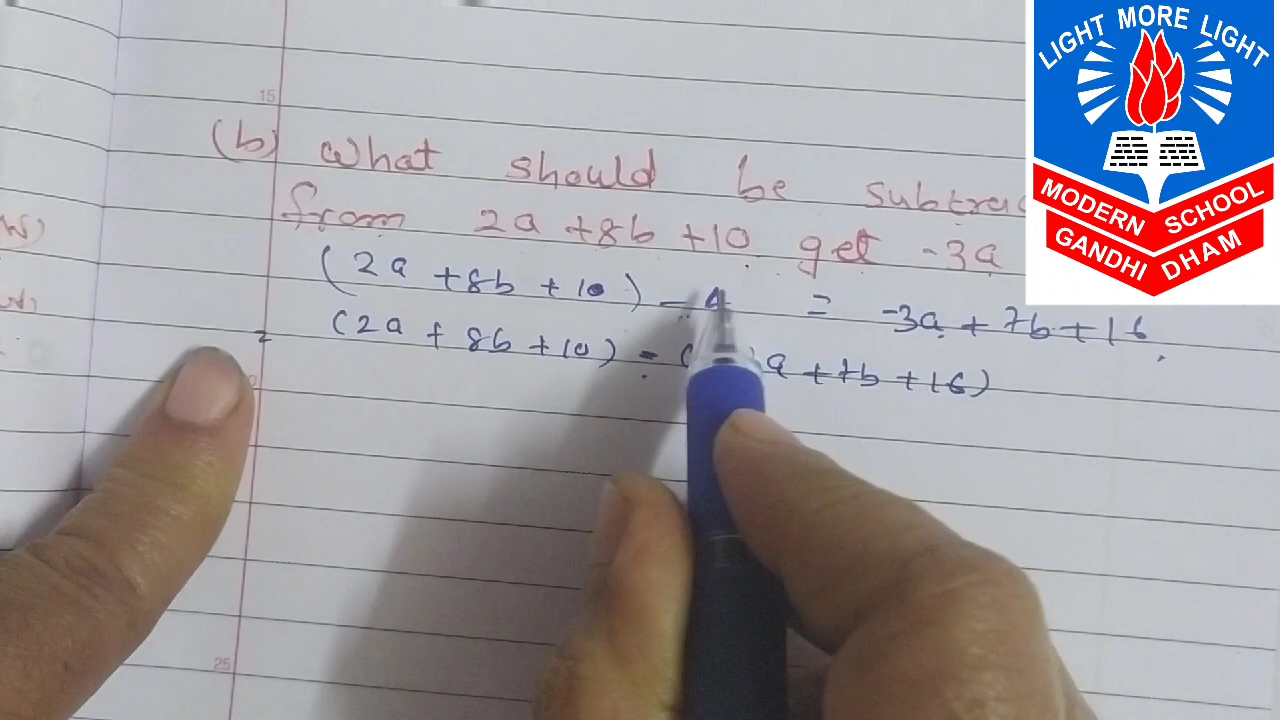 LIGHT MORE LIGHT
MODERN SCHOOL
GANDHI DHAM
15
(b) What should be subtrac
from 2a +8b +10 get -3a
(2a +8b +10) - A = -3a + 7b +16
= (2a + 8b +10) - ( a +7b +16)
25